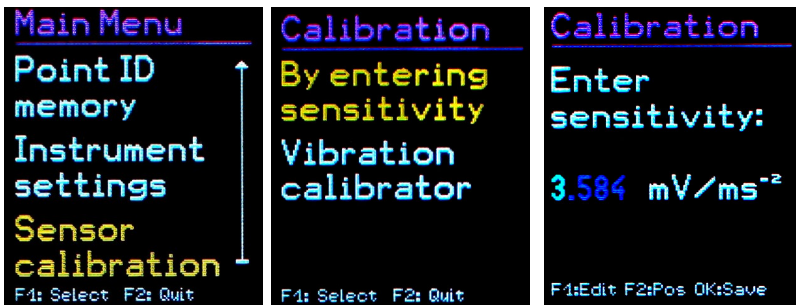 Main Menu
Point ID
memory
Instrument
settings
Sensor
calibration
F1: Select F2: Quit
Calibration
By entering
sensitivity
Vibration
calibrator
F1: Select F2: Quit
Calibration
Enter
sensitivity:
3.584 mV/ms⁻²
F1:Edit F2:Pos OK:Save